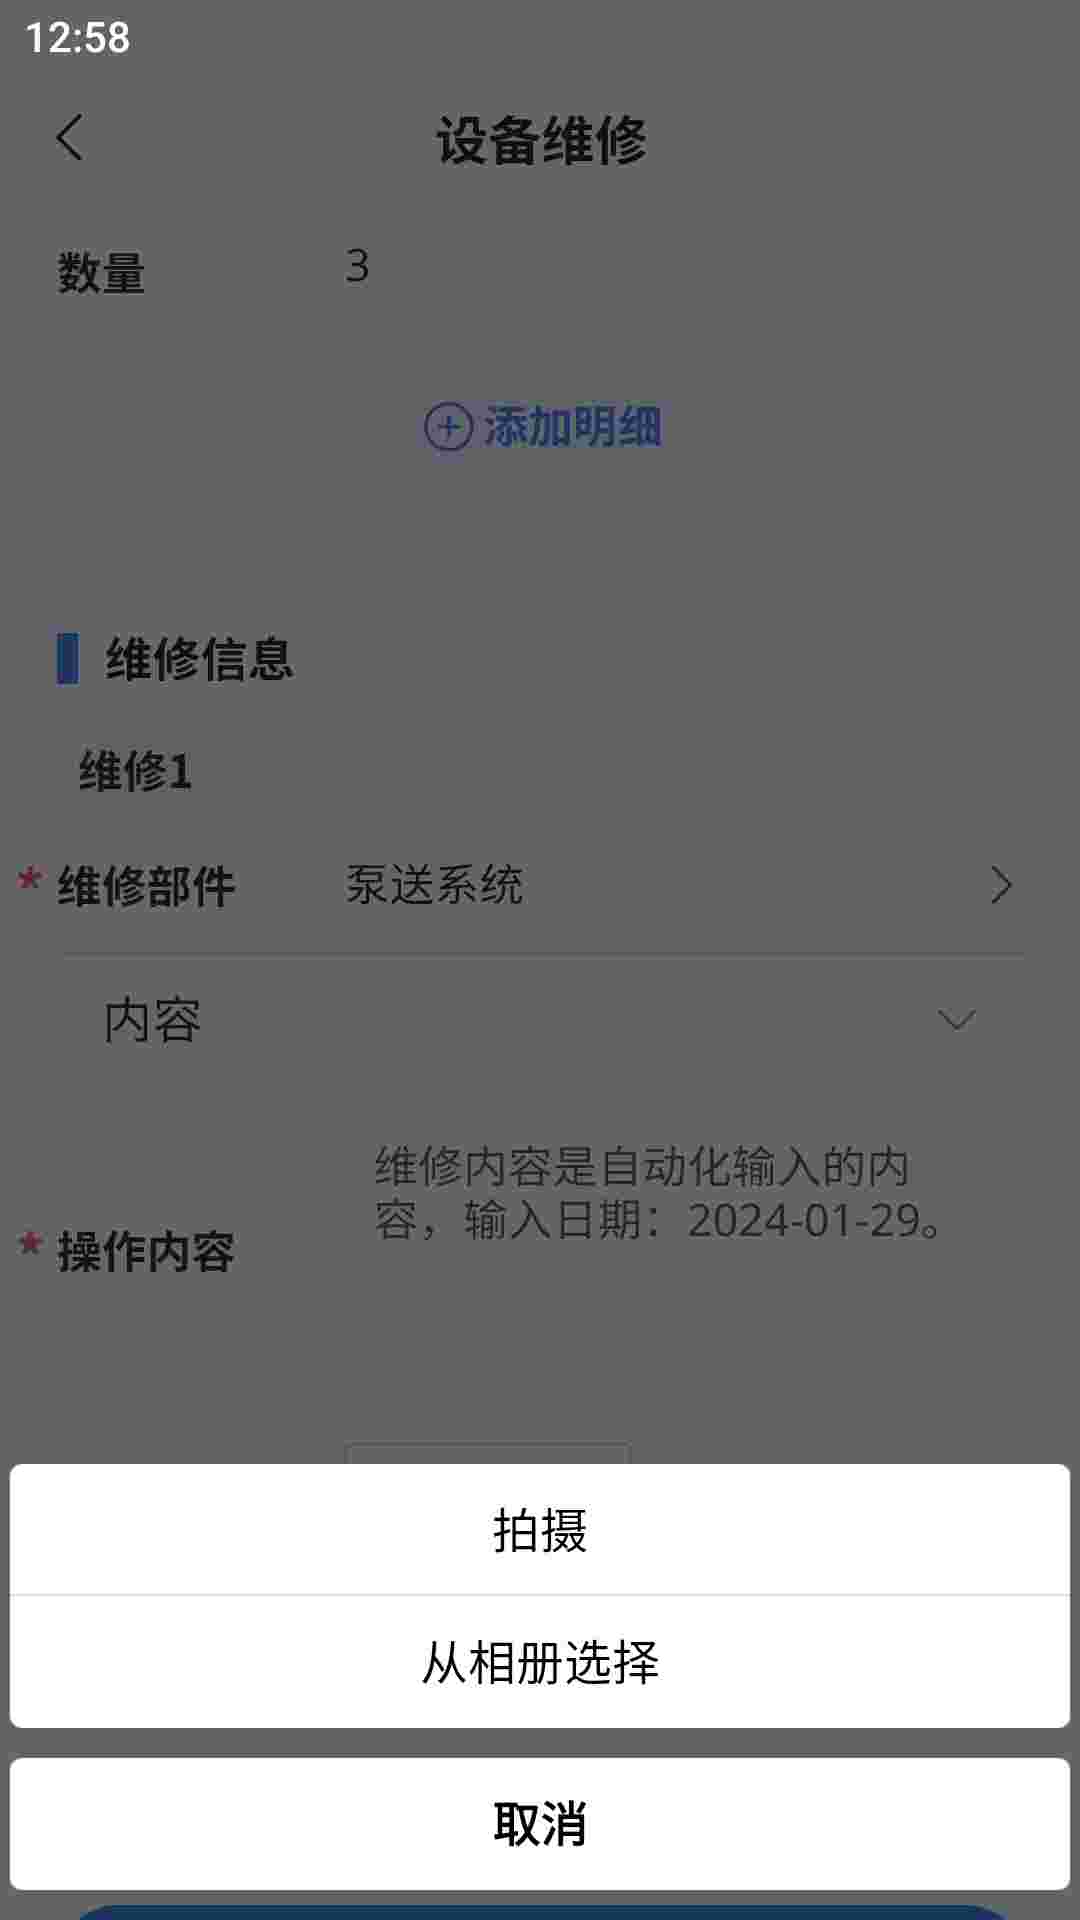 12:58
设备维修
数量
3
添加明细
维修信息
维修1
* 维修部件
泵送系统
内容
维修内容是自动化输入的内
容，输入日期：2024-01-29。
* 操作内容
拍摄
从相册选择
取消